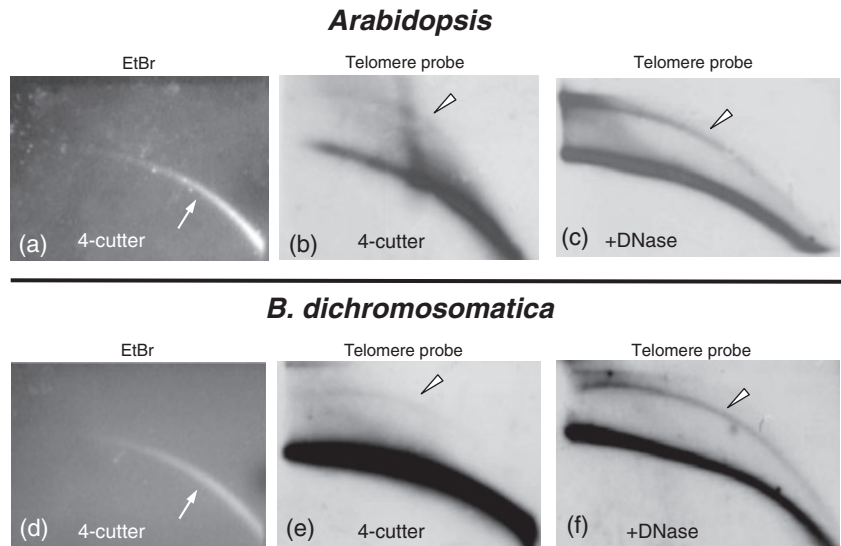 Arabidopsis
EtBr
Telomere probe
Telomere probe
(a) 4-cutter
(b) 4-cutter
(c) +DNase
B. dichromosomatica
EtBr
Telomere probe
Telomere probe
(d) 4-cutter
(e) 4-cutter
(f) +DNase